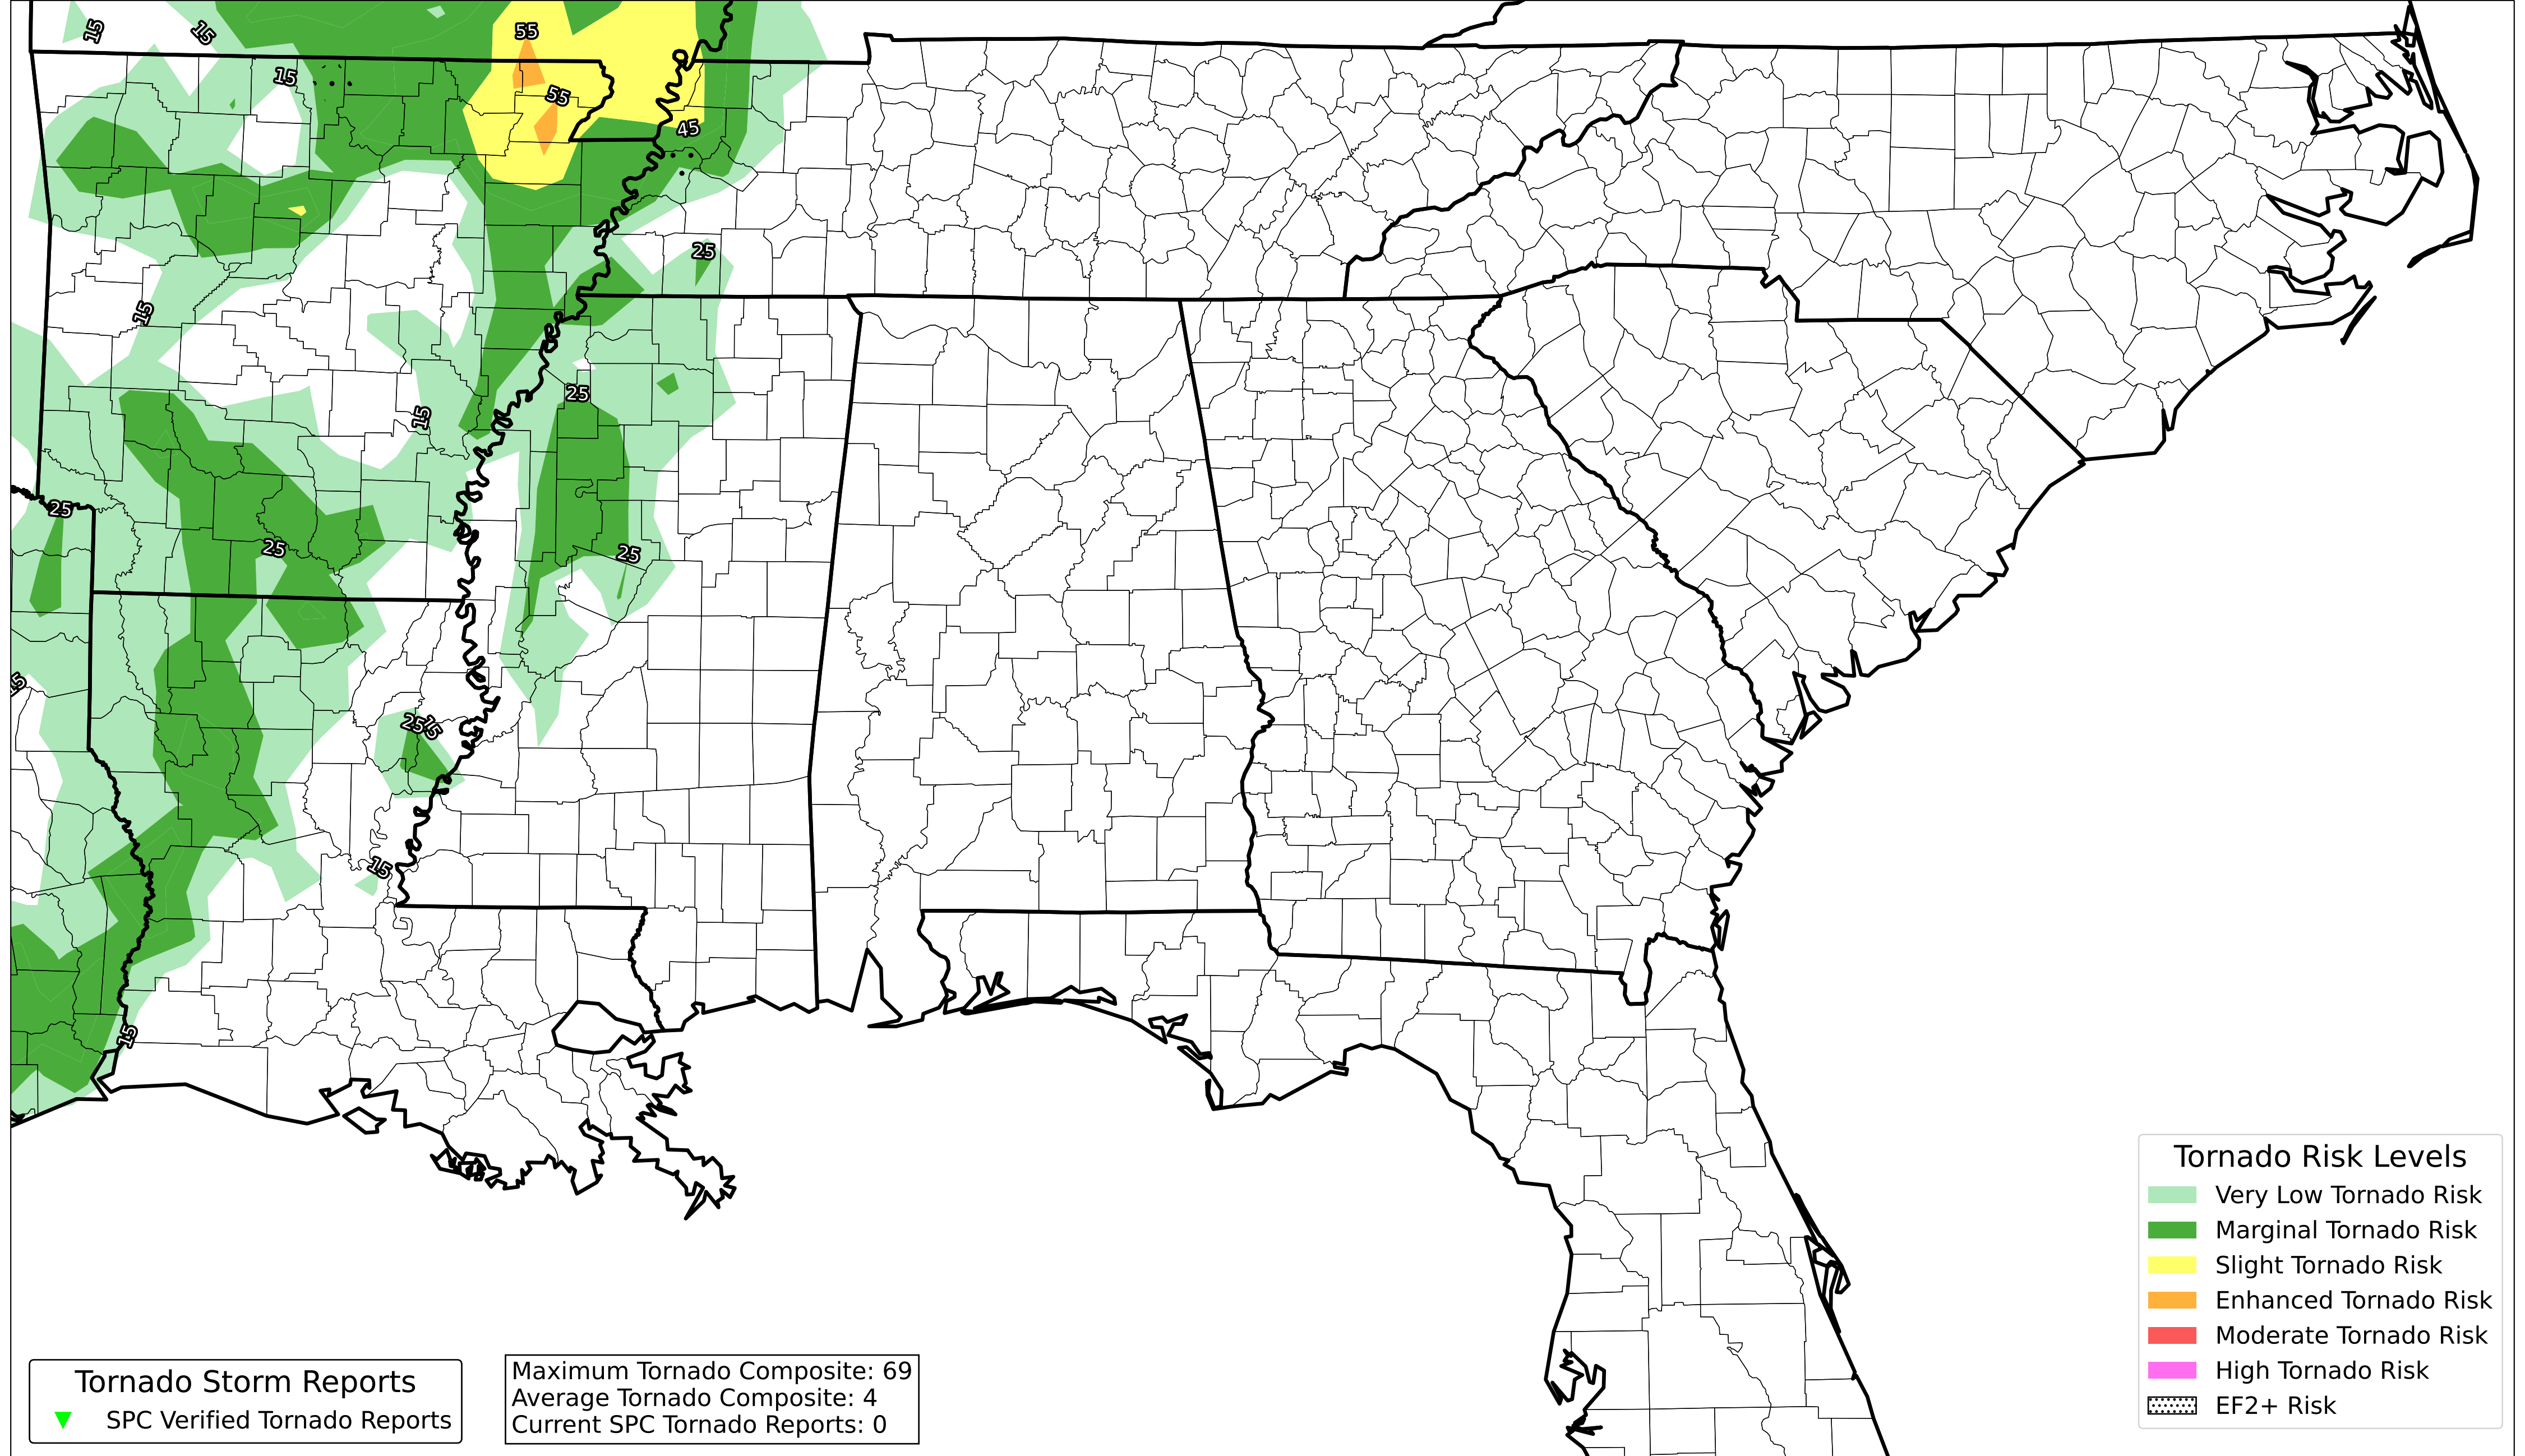 15
15
55
15
55
45
25
15
25
15
25
25
25
15
25
15
15
15
Tornado Risk Levels
Very Low Tornado Risk
Marginal Tornado Risk
Slight Tornado Risk
Enhanced Tornado Risk
Moderate Tornado Risk
High Tornado Risk
EF2+ Risk
Tornado Storm Reports
SPC Verified Tornado Reports
Maximum Tornado Composite: 69
Average Tornado Composite: 4
Current SPC Tornado Reports: 0